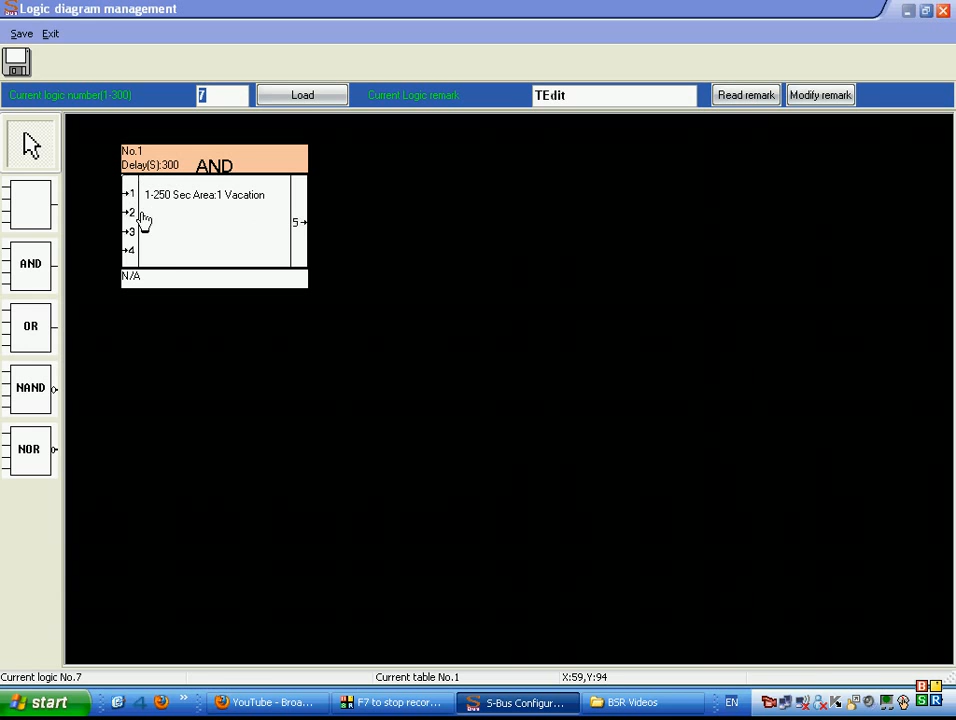 Logic diagram management
Save Exit
Current logic number(1-300) 7 Load Current Logic remark TEdit Read remark Modify remark
No.1
Delay(S):300 AND
1 1-250 Sec Area:1 Vacation
2
3
4
5
N/A
AND
OR
NAND
NOR
Current logic No.7 Current table No.1 X:59,Y:94
start YouTube - Broa... F7 to stop recor... S-Bus Configur... BSR Videos EN
B
S R